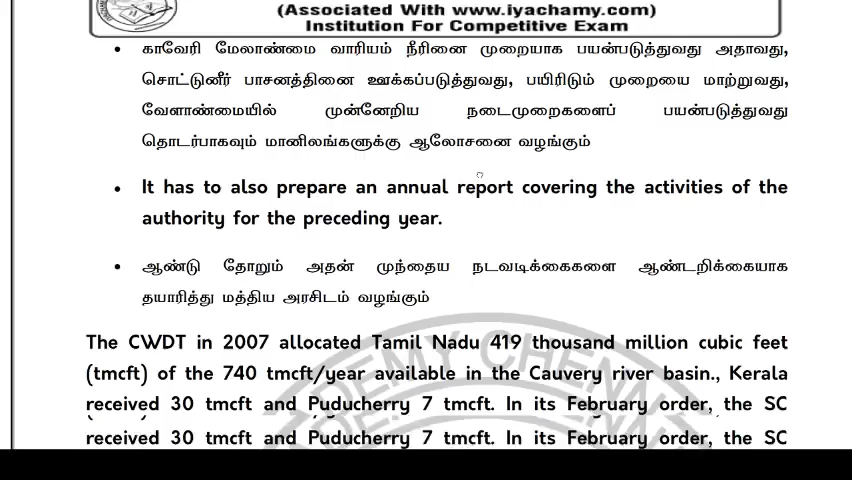 (Associated With www.iyachamy.com)
Institution For Competitive Exam
• காவேரி மேலாண்மை வாரியம் நீரினை முறையாக பயன்படுத்துவது அதாவது,
சொட்டுனீர் பாசனத்தினை ஊக்கப்படுத்துவது, பயிரிடும் முறையை மாற்றுவது,
வேளாண்மையில் முன்னேறிய நடைமுறைகளைப் பயன்படுத்துவது
தொடர்பாகவும் மானிலங்களுக்கு ஆலோசனை வழங்கும்
• It has to also prepare an annual report covering the activities of the
authority for the preceding year.
• ஆண்டு தோறும் அதன் முந்தைய நடவடிக்கைகளை ஆண்டறிக்கையாக
தயாரித்து மத்திய அரசிடம் வழங்கும்
The CWDT in 2007 allocated Tamil Nadu 419 thousand million cubic feet
(tmcft) of the 740 tmcft/year available in the Cauvery river basin., Kerala
received 30 tmcft and Puducherry 7 tmcft. In its February order, the SC
received 30 tmcft and Puducherry 7 tmcft. In its February order, the SC